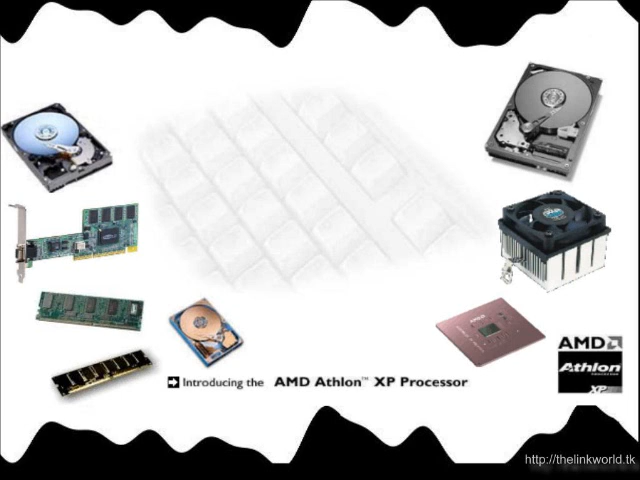 Introducing the AMD Athlon™ XP Processor
AMD
Athlon
XP
http://thelinkworld.tk